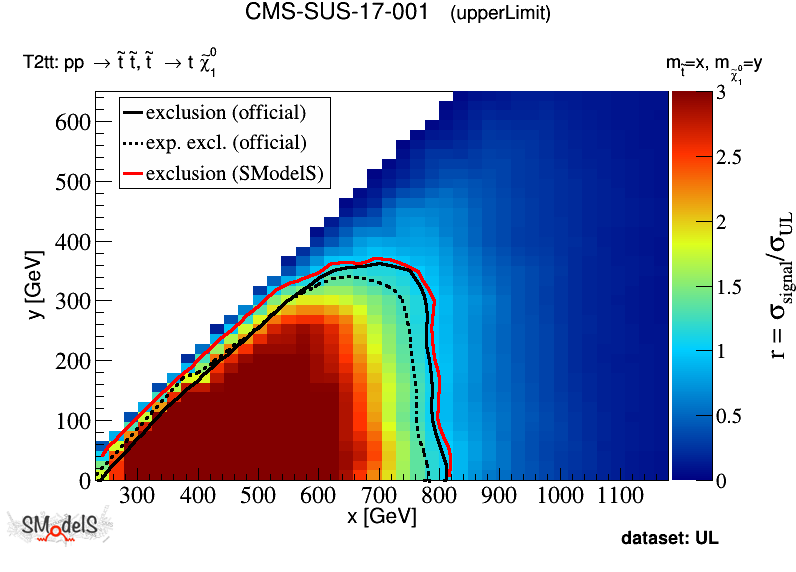 CMS-SUS-17-001 (upperLimit)
T2tt: pp → t̃ t̃, t̃ → t χ̃⁰₁
m_t̃=x, m_χ̃⁰₁=y
exclusion (official)
exp. excl. (official)
exclusion (SModelS)
600
500
400
300
200
100
0
y [GeV]
300 400 500 600 700 800 900 1000 1100
x [GeV]
3
2.5
2
1.5
1
0.5
0
r = σ_signal/σ_UL
SModelS
dataset: UL